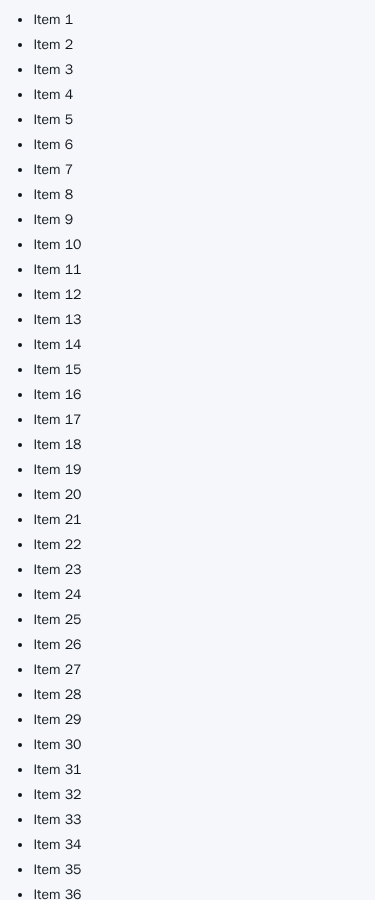 • Item 1
• Item 2
• Item 3
• Item 4
• Item 5
• Item 6
• Item 7
• Item 8
• Item 9
• Item 10
• Item 11
• Item 12
• Item 13
• Item 14
• Item 15
• Item 16
• Item 17
• Item 18
• Item 19
• Item 20
• Item 21
• Item 22
• Item 23
• Item 24
• Item 25
• Item 26
• Item 27
• Item 28
• Item 29
• Item 30
• Item 31
• Item 32
• Item 33
• Item 34
• Item 35
• Item 36